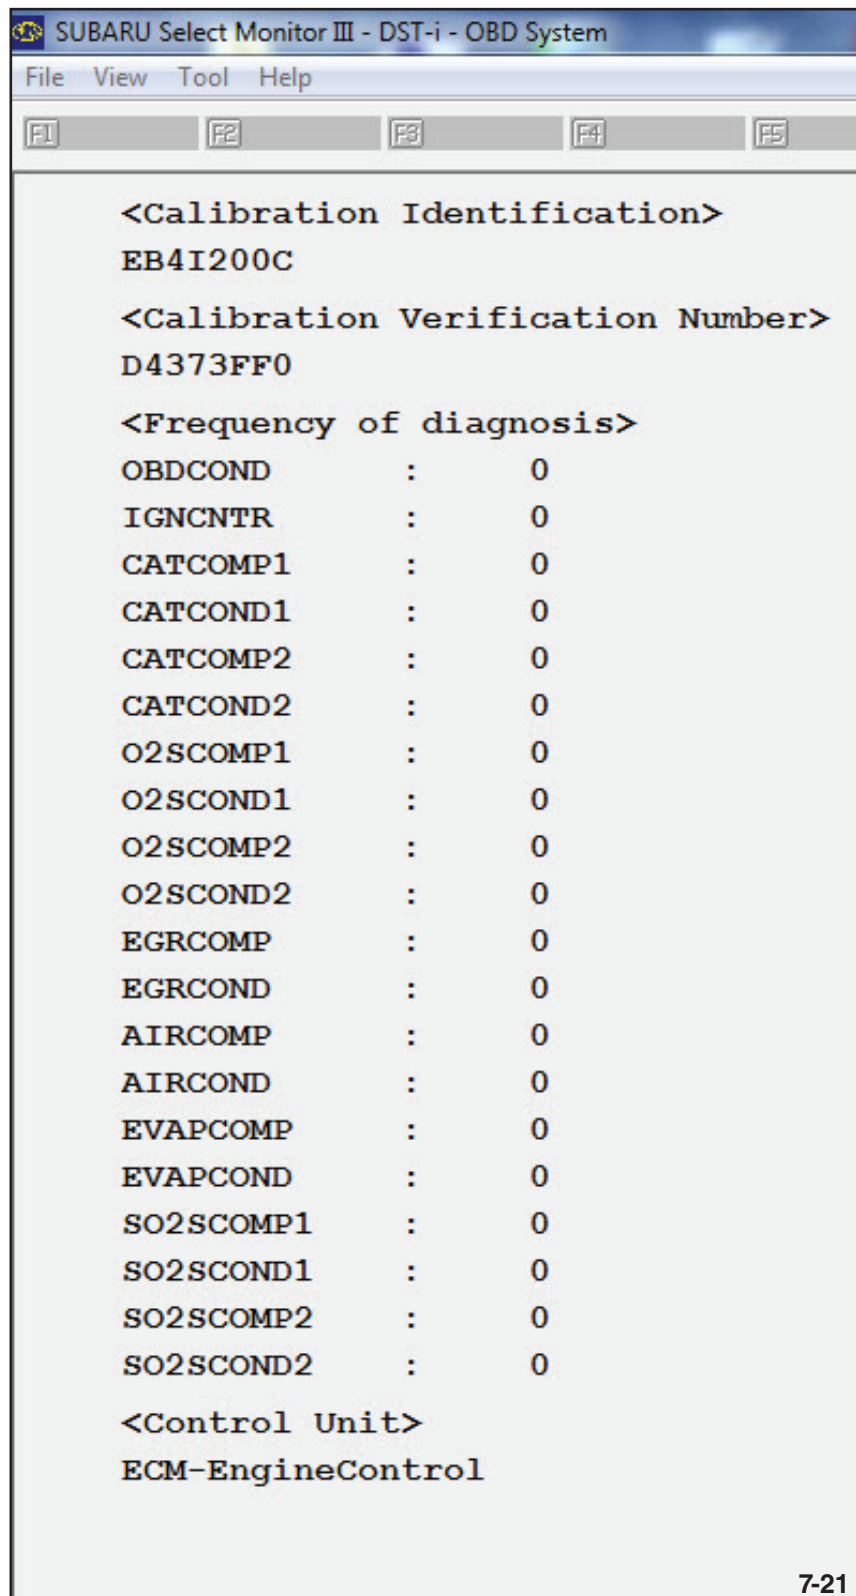 SUBARU Select Monitor III - DST-i - OBD System
File View Tool Help
F1 F2 F3 F4 F5
<Calibration Identification>
EB4I200C
<Calibration Verification Number>
D4373FF0
<Frequency of diagnosis>
OBDCOND : 0
IGNCNTR : 0
CATCOMP1 : 0
CATCOND1 : 0
CATCOMP2 : 0
CATCOND2 : 0
O2SCOMP1 : 0
O2SCOND1 : 0
O2SCOMP2 : 0
O2SCOND2 : 0
EGRCOMP : 0
EGRCOND : 0
AIRCOMP : 0
AIRCOND : 0
EVAPCOMP : 0
EVAPCOND : 0
SO2SCOMP1 : 0
SO2SCOND1 : 0
SO2SCOMP2 : 0
SO2SCOND2 : 0
<Control Unit>
ECM-EngineControl
7-21